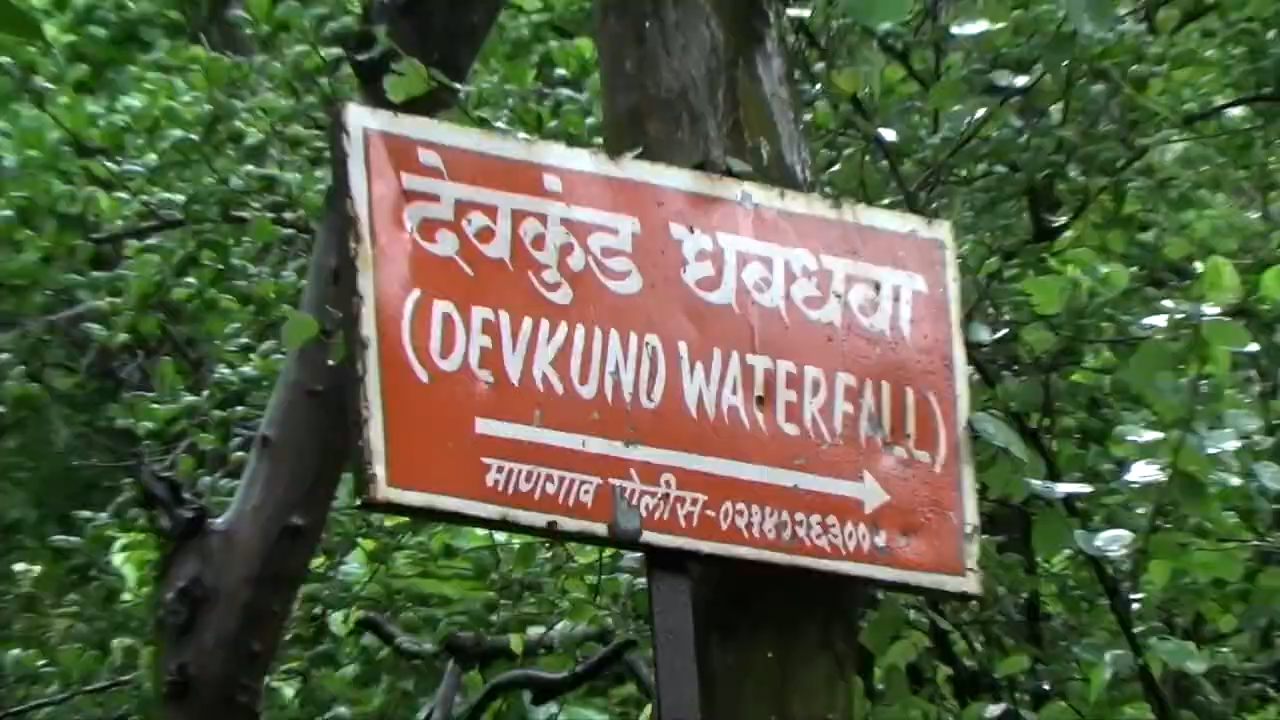 देवकुंड धबधबा
(DEVKUND WATERFALL)
माणगाव पोलीस-